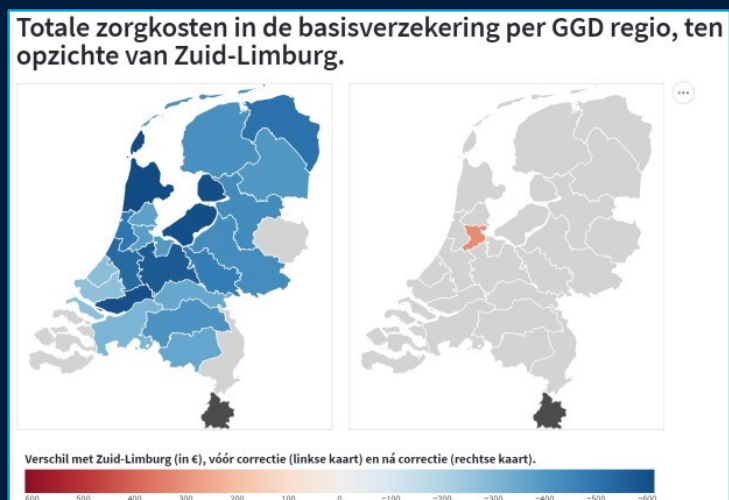 Totale zorgkosten in de basisverzekering per GGD regio, ten
opzichte van Zuid-Limburg.
Verschil met Zuid-Limburg (in €), vóór correctie (linkse kaart) en ná correctie (rechtse kaart).
600 500 400 300 200 100 0 −100 −200 −300 −400 −500 −600